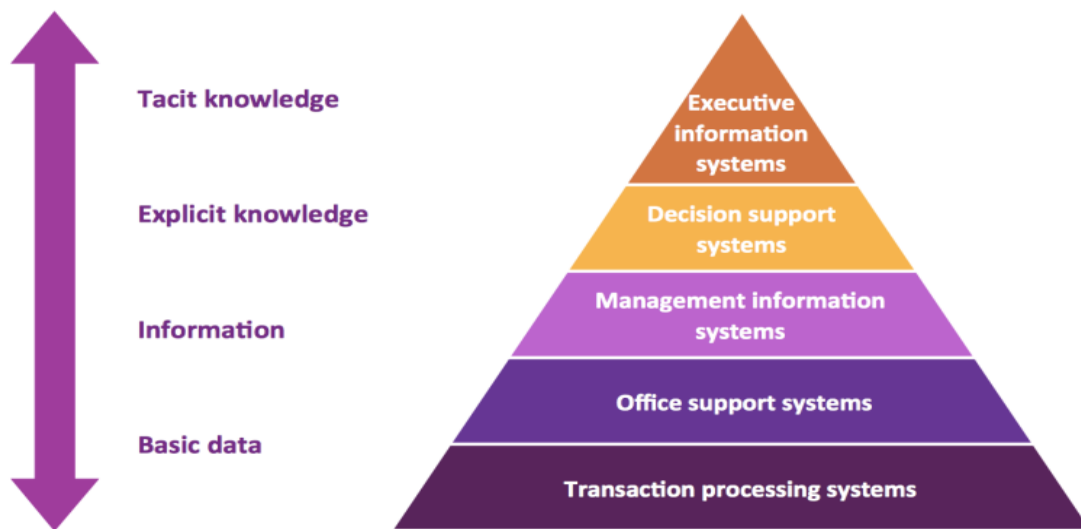 Tacit knowledge
Explicit knowledge
Information
Basic data
Executive
information
systems
Decision support
systems
Management information
systems
Office support systems
Transaction processing systems